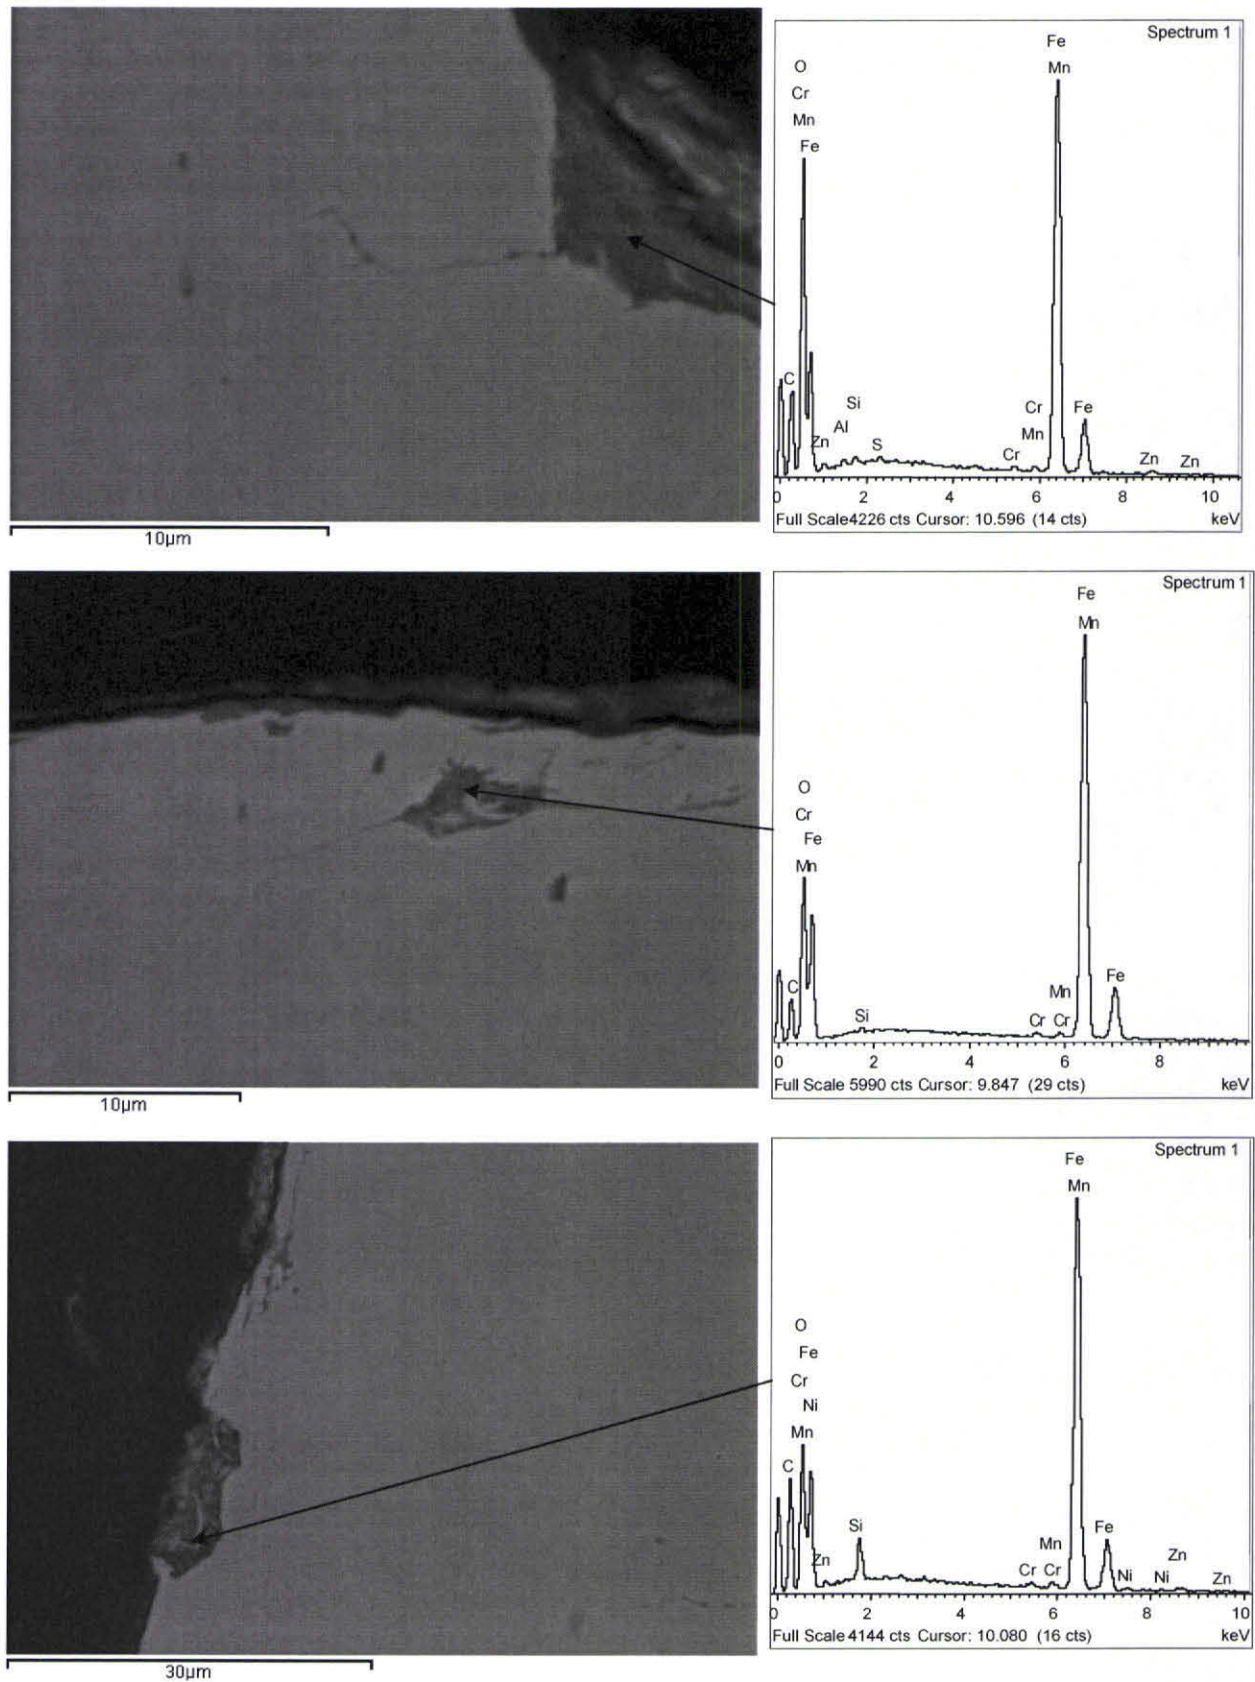 Spectrum 1
Fe
O Mn
Cr
Mn
Fe
C
Si Cr Fe
Al Mn
Zn S Cr Zn Zn
0 2 4 6 8 10
Full Scale4226 cts Cursor: 10.596 (14 cts) keV
10µm
Spectrum 1
Fe
Mn
O
Cr
Fe
Mn
C Mn Fe
Si Cr Cr
0 2 4 6 8
Full Scale 5990 cts Cursor: 9.847 (29 cts) keV
10µm
Spectrum 1
Fe
Mn
O
Fe
Cr
Ni
Mn
C
Si Fe
Mn
Zn Zn
Cr Cr Ni Ni Zn
0 2 4 6 8 10
Full Scale 4144 cts Cursor: 10.080 (16 cts) keV
30µm